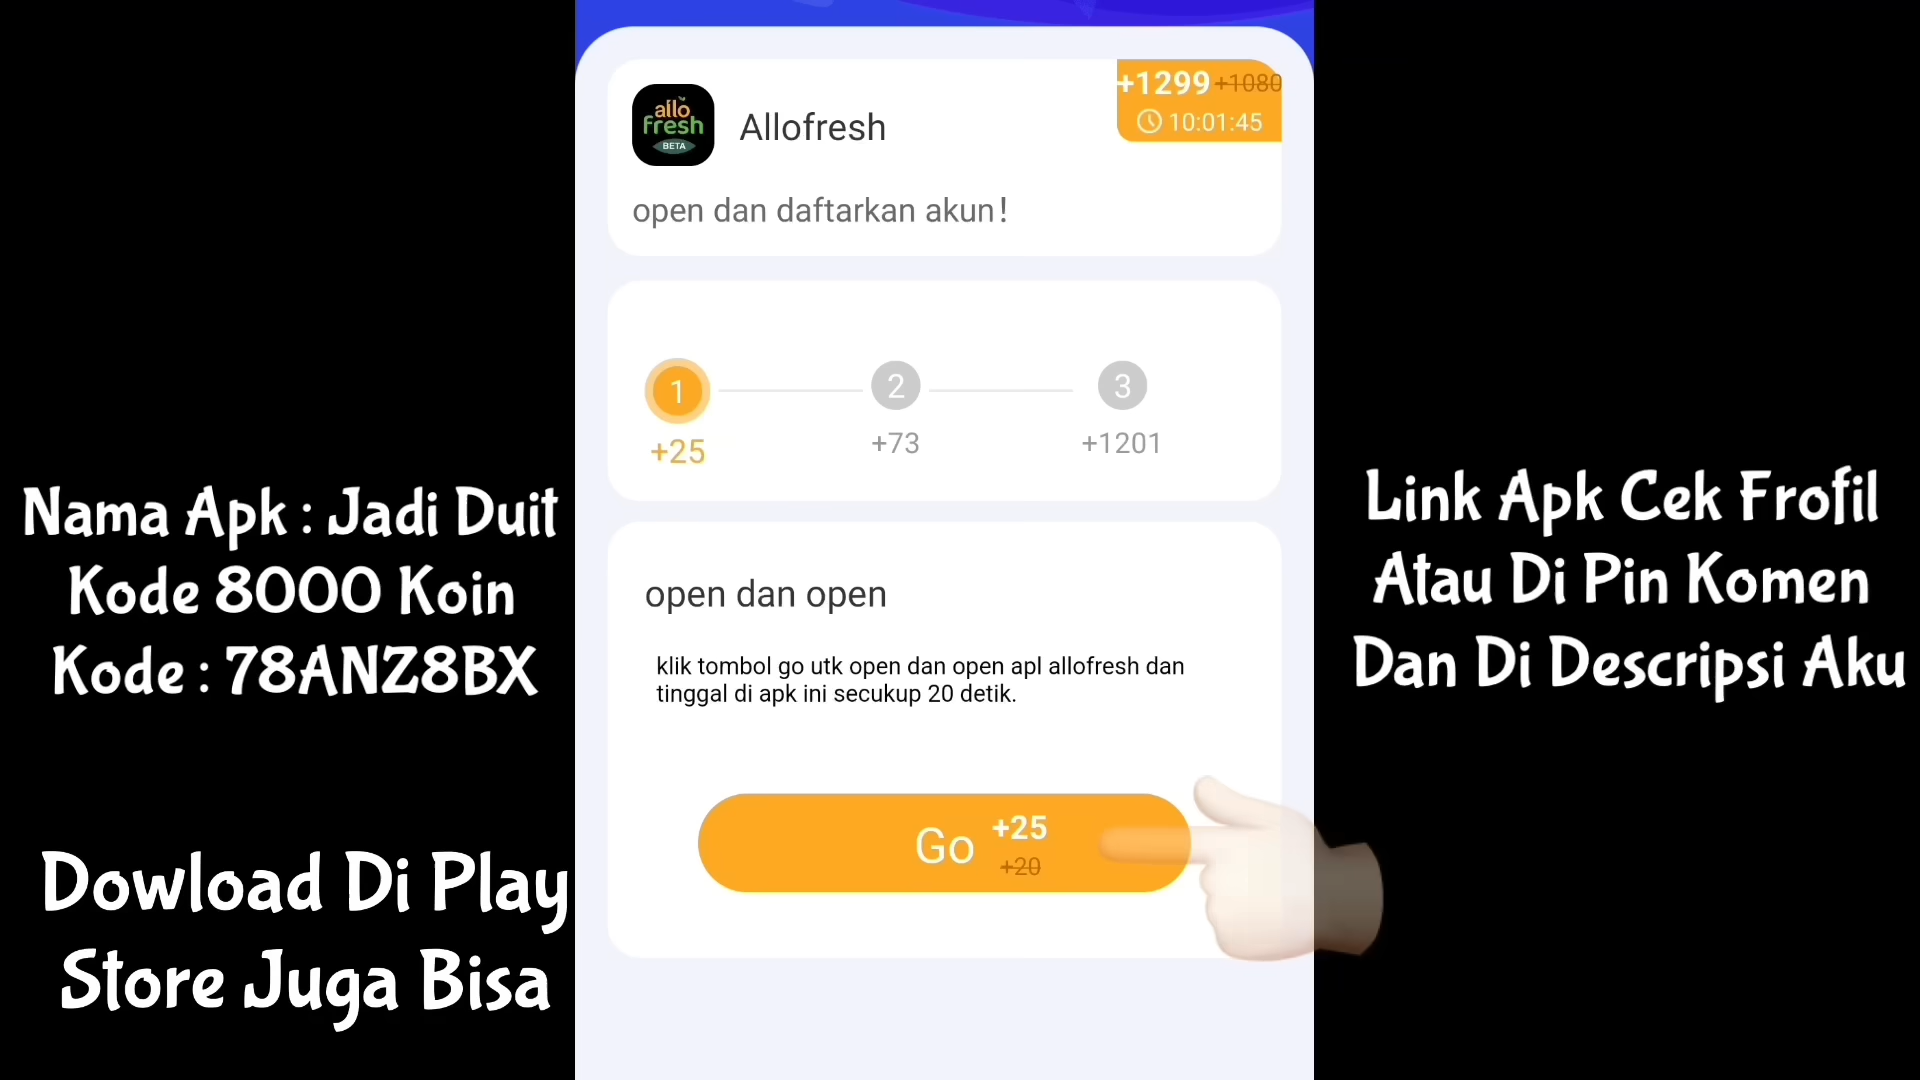 +1299 +1080
10:01:45
allo
fresh
BETA
Allofresh
open dan daftarkan akun!
1
2
3
+25
+73
+1201
open dan open
klik tombol go utk open dan open apl allofresh dan
tinggal di apk ini secukup 20 detik.
Go +25
+20
Nama Apk : Jadi Duit
Kode 8000 Koin
Kode : 78ANZ8BX
Dowload Di Play
Store Juga Bisa
Link Apk Cek Frofil
Atau Di Pin Komen
Dan Di Descripsi Aku